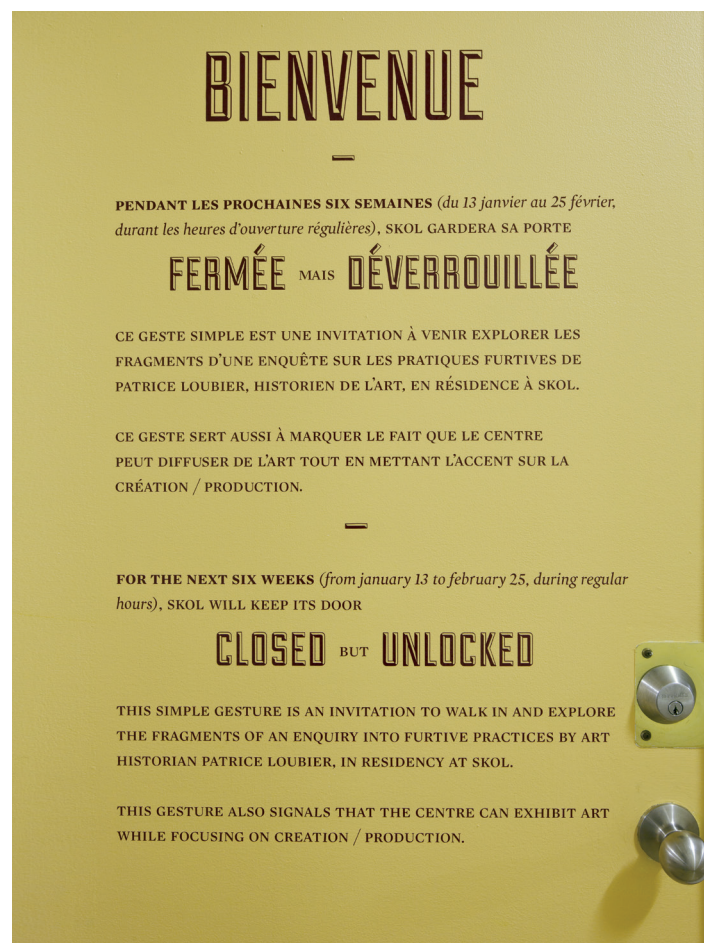 BIENVENUE
PENDANT LES PROCHAINES SIX SEMAINES (du 13 janvier au 25 février,
durant les heures d'ouverture régulières), SKOL GARDERA SA PORTE
FERMÉE MAIS DÉVERROUILLÉE
CE GESTE SIMPLE EST UNE INVITATION À VENIR EXPLORER LES
FRAGMENTS D'UNE ENQUÊTE SUR LES PRATIQUES FURTIVES DE
PATRICE LOUBIER, HISTORIEN DE L'ART, EN RÉSIDENCE À SKOL.
CE GESTE SERT AUSSI À MARQUER LE FAIT QUE LE CENTRE
PEUT DIFFUSER DE L'ART TOUT EN METTANT L'ACCENT SUR LA
CRÉATION / PRODUCTION.
FOR THE NEXT SIX WEEKS (from january 13 to february 25, during regular
hours), SKOL WILL KEEP ITS DOOR
CLOSED BUT UNLOCKED
THIS SIMPLE GESTURE IS AN INVITATION TO WALK IN AND EXPLORE
THE FRAGMENTS OF AN ENQUIRY INTO FURTIVE PRACTICES BY ART
HISTORIAN PATRICE LOUBIER, IN RESIDENCY AT SKOL.
THIS GESTURE ALSO SIGNALS THAT THE CENTRE CAN EXHIBIT ART
WHILE FOCUSING ON CREATION / PRODUCTION.